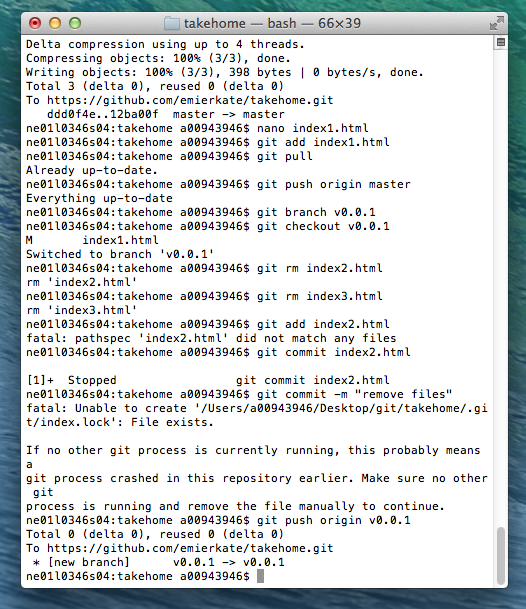 takehome — bash — 66×39
Delta compression using up to 4 threads.
Compressing objects: 100% (3/3), done.
Writing objects: 100% (3/3), 398 bytes | 0 bytes/s, done.
Total 3 (delta 0), reused 0 (delta 0)
To https://github.com/emierkate/takehome.git
   ddd0f4e..12ba00f  master -> master
ne01l0346s04:takehome a00943946$ nano index1.html
ne01l0346s04:takehome a00943946$ git add index1.html
ne01l0346s04:takehome a00943946$ git pull
Already up-to-date.
ne01l0346s04:takehome a00943946$ git push origin master
Everything up-to-date
ne01l0346s04:takehome a00943946$ git branch v0.0.1
ne01l0346s04:takehome a00943946$ git checkout v0.0.1
M       index1.html
Switched to branch 'v0.0.1'
ne01l0346s04:takehome a00943946$ git rm index2.html
rm 'index2.html'
ne01l0346s04:takehome a00943946$ git rm index3.html
rm 'index3.html'
ne01l0346s04:takehome a00943946$ git add index2.html
fatal: pathspec 'index2.html' did not match any files
ne01l0346s04:takehome a00943946$ git commit index2.html

[1]+  Stopped                 git commit index2.html
ne01l0346s04:takehome a00943946$ git commit -m "remove files"
fatal: Unable to create '/Users/a00943946/Desktop/git/takehome/.gi
t/index.lock': File exists.

If no other git process is currently running, this probably means
a
git process crashed in this repository earlier. Make sure no other
 git
process is running and remove the file manually to continue.
ne01l0346s04:takehome a00943946$ git push origin v0.0.1
Total 0 (delta 0), reused 0 (delta 0)
To https://github.com/emierkate/takehome.git
 * [new branch]      v0.0.1 -> v0.0.1
ne01l0346s04:takehome a00943946$